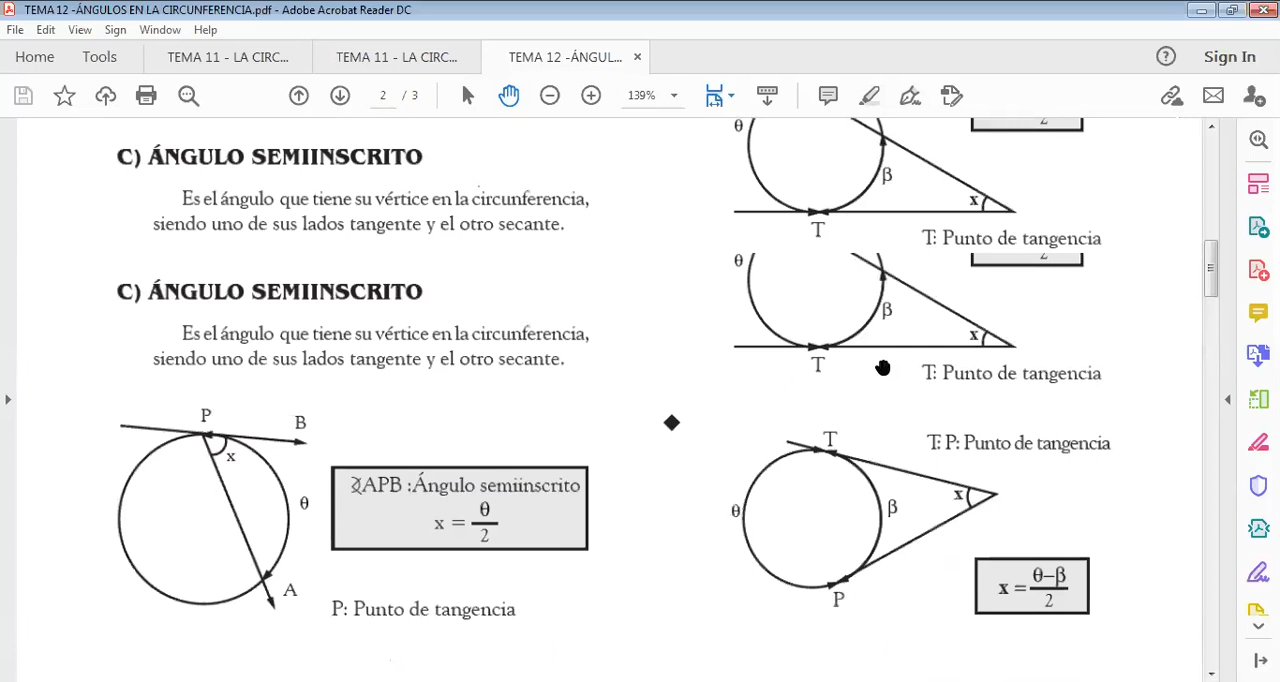 TEMA 12 -ÁNGULOS EN LA CIRCUNFERENCIA.pdf - Adobe Acrobat Reader DC
File Edit View Sign Window Help
Home Tools TEMA 11 - LA CIRC... TEMA 11 - LA CIRC... TEMA 12 -ÁNGUL... × Sign In
2 / 3 139%
C) ÁNGULO SEMIINSCRITO
Es el ángulo que tiene su vértice en la circunferencia,
siendo uno de sus lados tangente y el otro secante.
C) ÁNGULO SEMIINSCRITO
Es el ángulo que tiene su vértice en la circunferencia,
siendo uno de sus lados tangente y el otro secante.
P B
x
θ
A
∢APB :Ángulo semiinscrito
x = θ/2
P: Punto de tangencia
θ
2
β
x
T
T: Punto de tangencia
θ
2
β
x
T
T: Punto de tangencia
T
T: P: Punto de tangencia
x
θ
β
P
x = θ–β/2